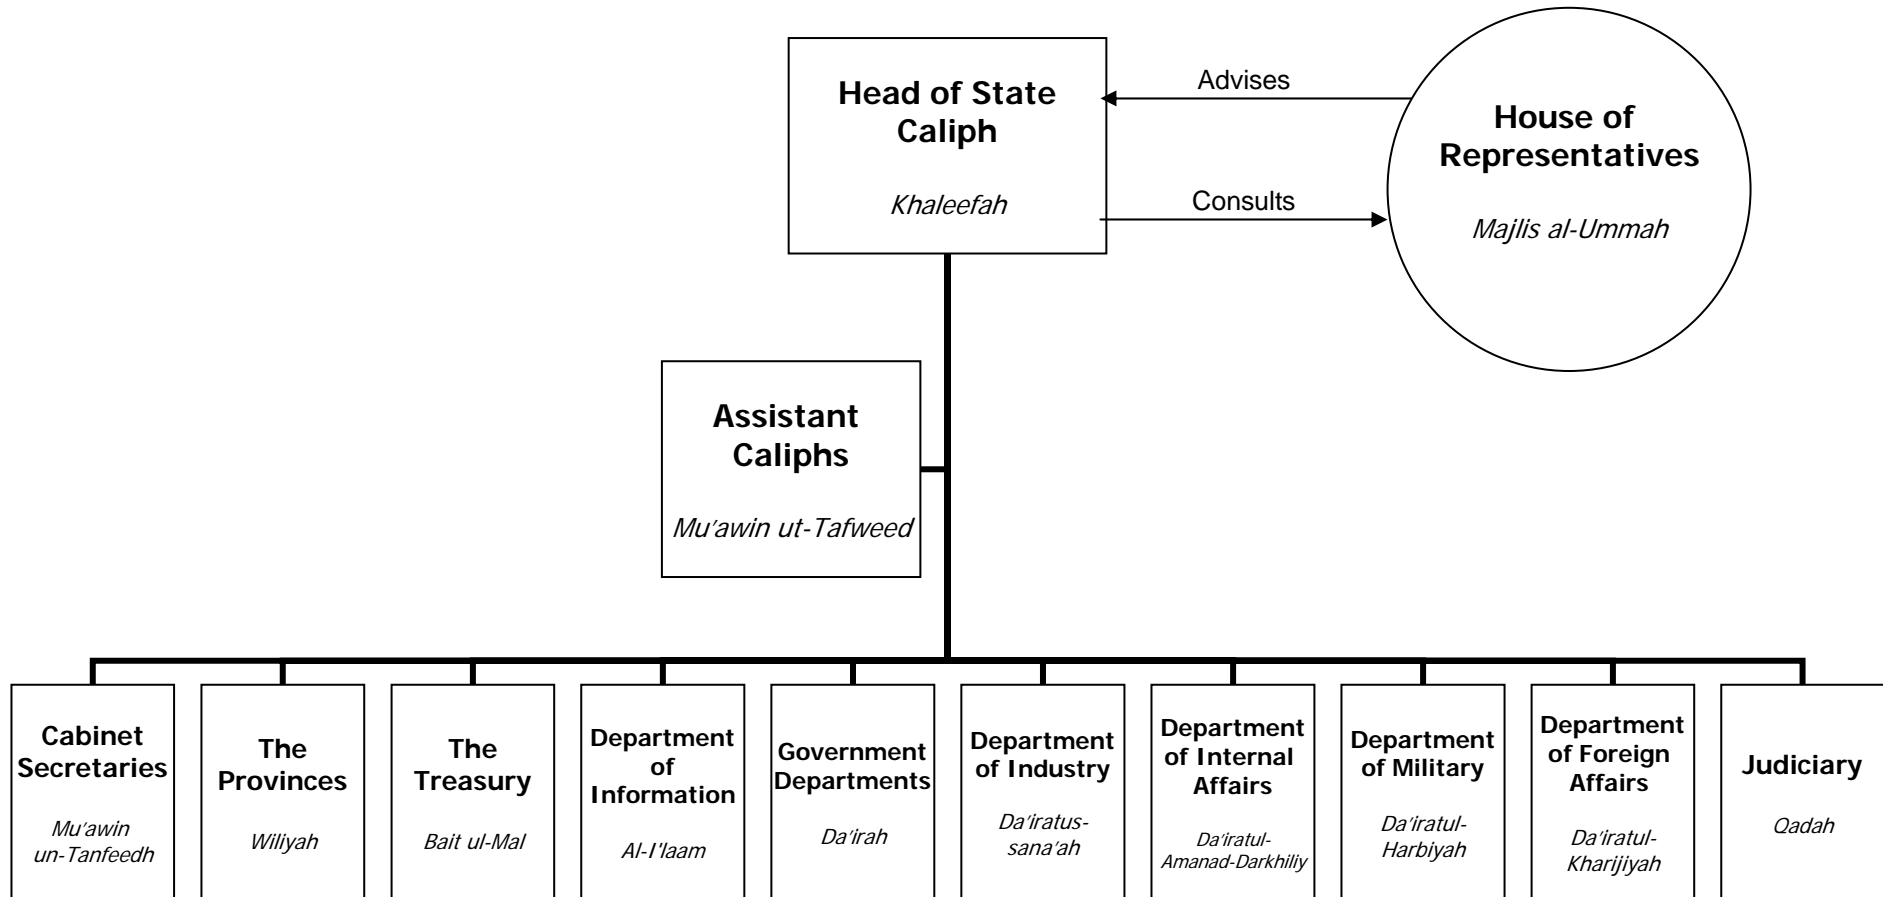 Head of State
Caliph
Khaleefah
Advises
Consults
House of
Representatives
Majlis al-Ummah
Assistant
Caliphs
Mu'awin ut-Tafweed
Cabinet
Secretaries
Mu'awin
un-Tanfeedh
The
Provinces
Wiliyah
The
Treasury
Bait ul-Mal
Department
of
Information
Al-I'laam
Government
Departments
Da'irah
Department
of Industry
Da'iratus-
sana'ah
Department
of Internal
Affairs
Da'iratul-
Amanad-Darkhiliy
Department
of Military
Da'iratul-
Harbiyah
Department
of Foreign
Affairs
Da'iratul-
Kharijiyah
Judiciary
Qadah